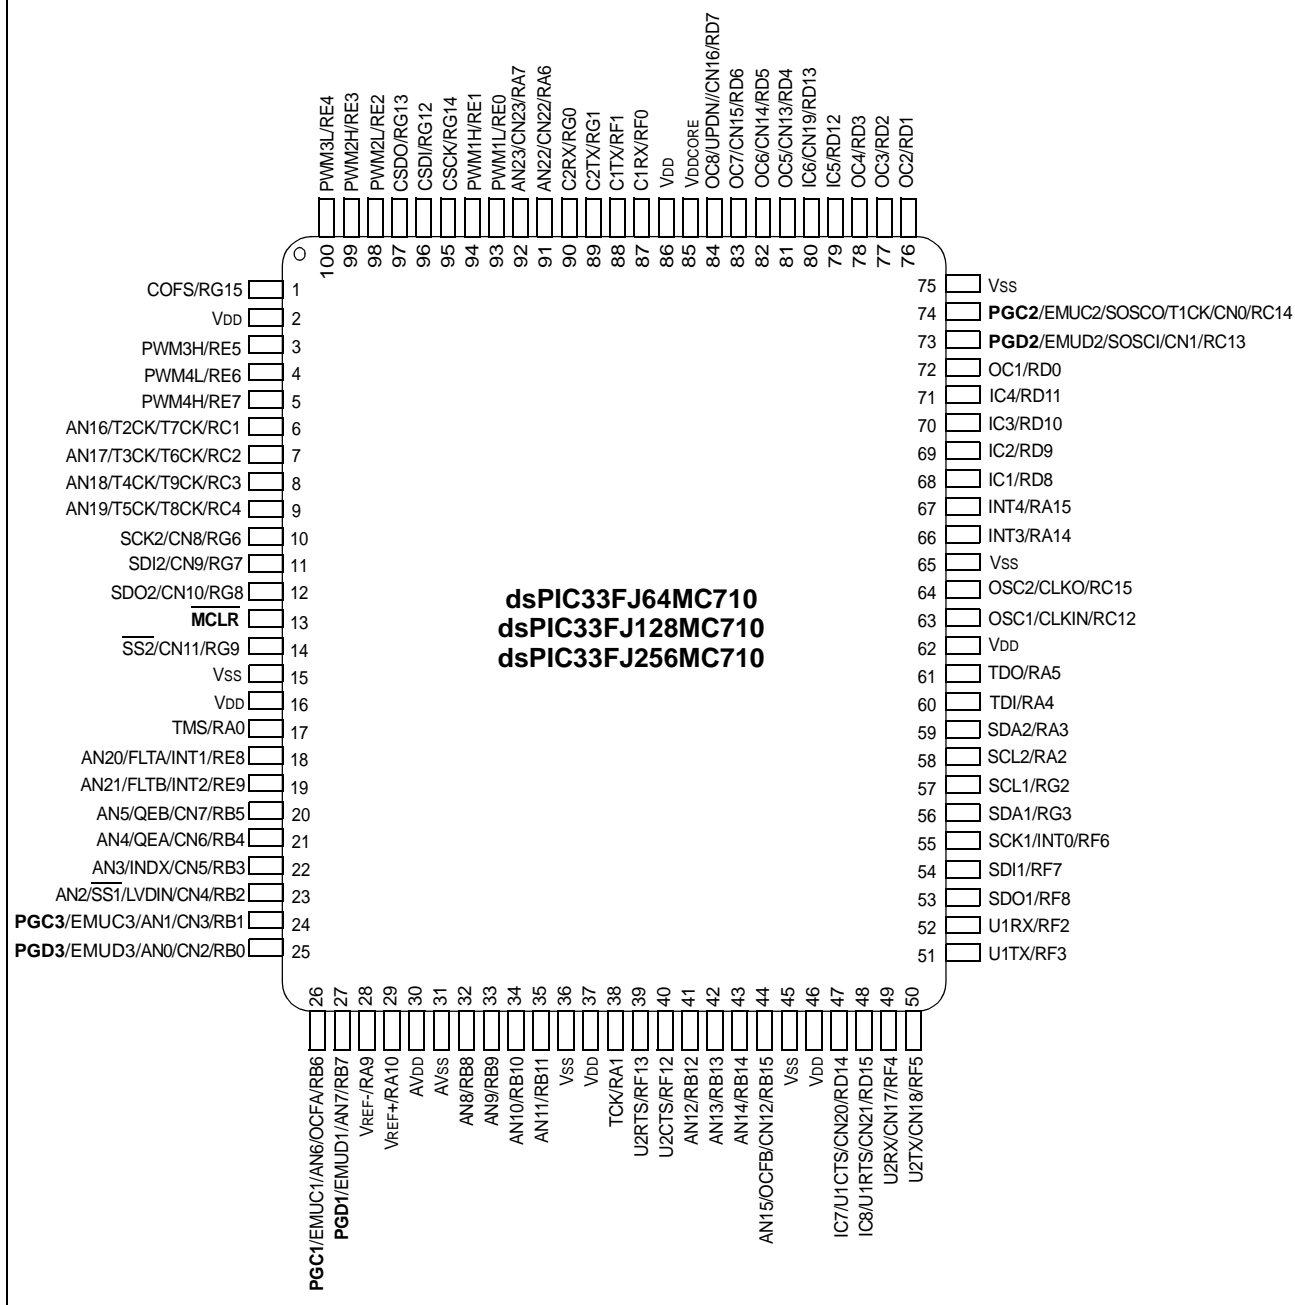 PWM3L/RE4
PWM2H/RE3
PWM2L/RE2
CSDO/RG13
CSDI/RG12
CSCK/RG14
PWM1H/RE1
PWM1L/RE0
AN23/CN23/RA7
AN22/CN22/RA6
C2RX/RG0
C2TX/RG1
C1TX/RF1
C1RX/RF0
VDD
VDDCORE
OC8/UPDN//CN16/RD7
OC7/CN15/RD6
OC6/CN14/RD5
OC5/CN13/RD4
IC6/CN19/RD13
IC5/RD12
OC4/RD3
OC3/RD2
OC2/RD1
100
99
98
97
96
95
94
93
92
91
90
89
88
87
86
85
84
83
82
81
80
79
78
77
76
COFS/RG15 1
VDD 2
PWM3H/RE5 3
PWM4L/RE6 4
PWM4H/RE7 5
AN16/T2CK/T7CK/RC1 6
AN17/T3CK/T6CK/RC2 7
AN18/T4CK/T9CK/RC3 8
AN19/T5CK/T8CK/RC4 9
SCK2/CN8/RG6 10
SDI2/CN9/RG7 11
SDO2/CN10/RG8 12
MCLR 13
SS2/CN11/RG9 14
VSS 15
VDD 16
TMS/RA0 17
AN20/FLTA/INT1/RE8 18
AN21/FLTB/INT2/RE9 19
AN5/QEB/CN7/RB5 20
AN4/QEA/CN6/RB4 21
AN3/INDX/CN5/RB3 22
AN2/SS1/LVDIN/CN4/RB2 23
PGC3/EMUC3/AN1/CN3/RB1 24
PGD3/EMUD3/AN0/CN2/RB0 25
dsPIC33FJ64MC710
dsPIC33FJ128MC710
dsPIC33FJ256MC710
75 VSS
74 PGC2/EMUC2/SOSCO/T1CK/CN0/RC14
73 PGD2/EMUD2/SOSCI/CN1/RC13
72 OC1/RD0
71 IC4/RD11
70 IC3/RD10
69 IC2/RD9
68 IC1/RD8
67 INT4/RA15
66 INT3/RA14
65 VSS
64 OSC2/CLKO/RC15
63 OSC1/CLKIN/RC12
62 VDD
61 TDO/RA5
60 TDI/RA4
59 SDA2/RA3
58 SCL2/RA2
57 SCL1/RG2
56 SDA1/RG3
55 SCK1/INT0/RF6
54 SDI1/RF7
53 SDO1/RF8
52 U1RX/RF2
51 U1TX/RF3
26
27
28
29
30
31
32
33
34
35
36
37
38
39
40
41
42
43
44
45
46
47
48
49
50
PGC1/EMUC1/AN6/OCFA/RB6
PGD1/EMUD1/AN7/RB7
VREF-/RA9
VREF+/RA10
AVDD
AVSS
AN8/RB8
AN9/RB9
AN10/RB10
AN11/RB11
VSS
VDD
TCK/RA1
U2RTS/RF13
U2CTS/RF12
AN12/RB12
AN13/RB13
AN14/RB14
AN15/OCFB/CN12/RB15
VSS
VDD
IC7/U1CTS/CN20/RD14
IC8/U1RTS/CN21/RD15
U2RX/CN17/RF4
U2TX/CN18/RF5